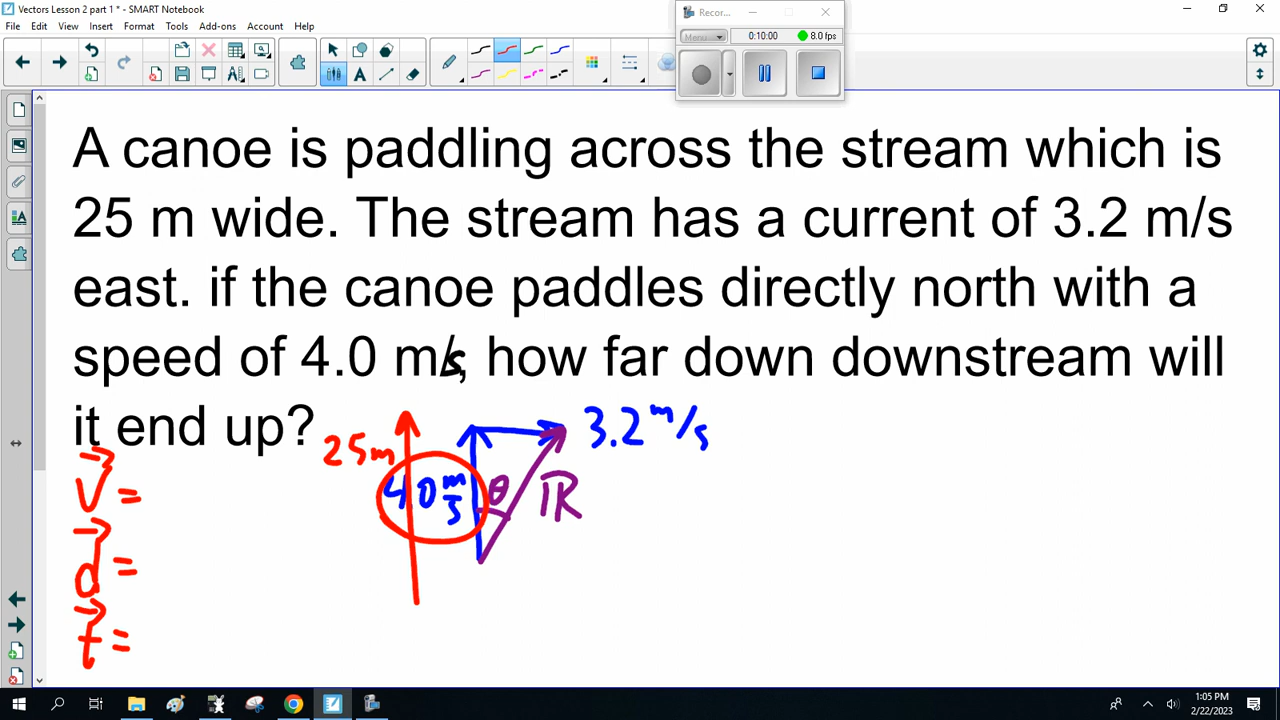 Vectors Lesson 2 part 1 * - SMART Notebook
File Edit View Insert Format Tools Add-ons Account Help
Recor...
Menu
0:10:00
8.0 fps
A canoe is paddling across the stream which is
25 m wide. The stream has a current of 3.2 m/s
east. if the canoe paddles directly north with a
speed of 4.0 m/s, how far down downstream will
it end up?
3.2 m/s
25m
4.0 m/s
θ
R
v =
d =
t =
1:05 PM
2/22/2023